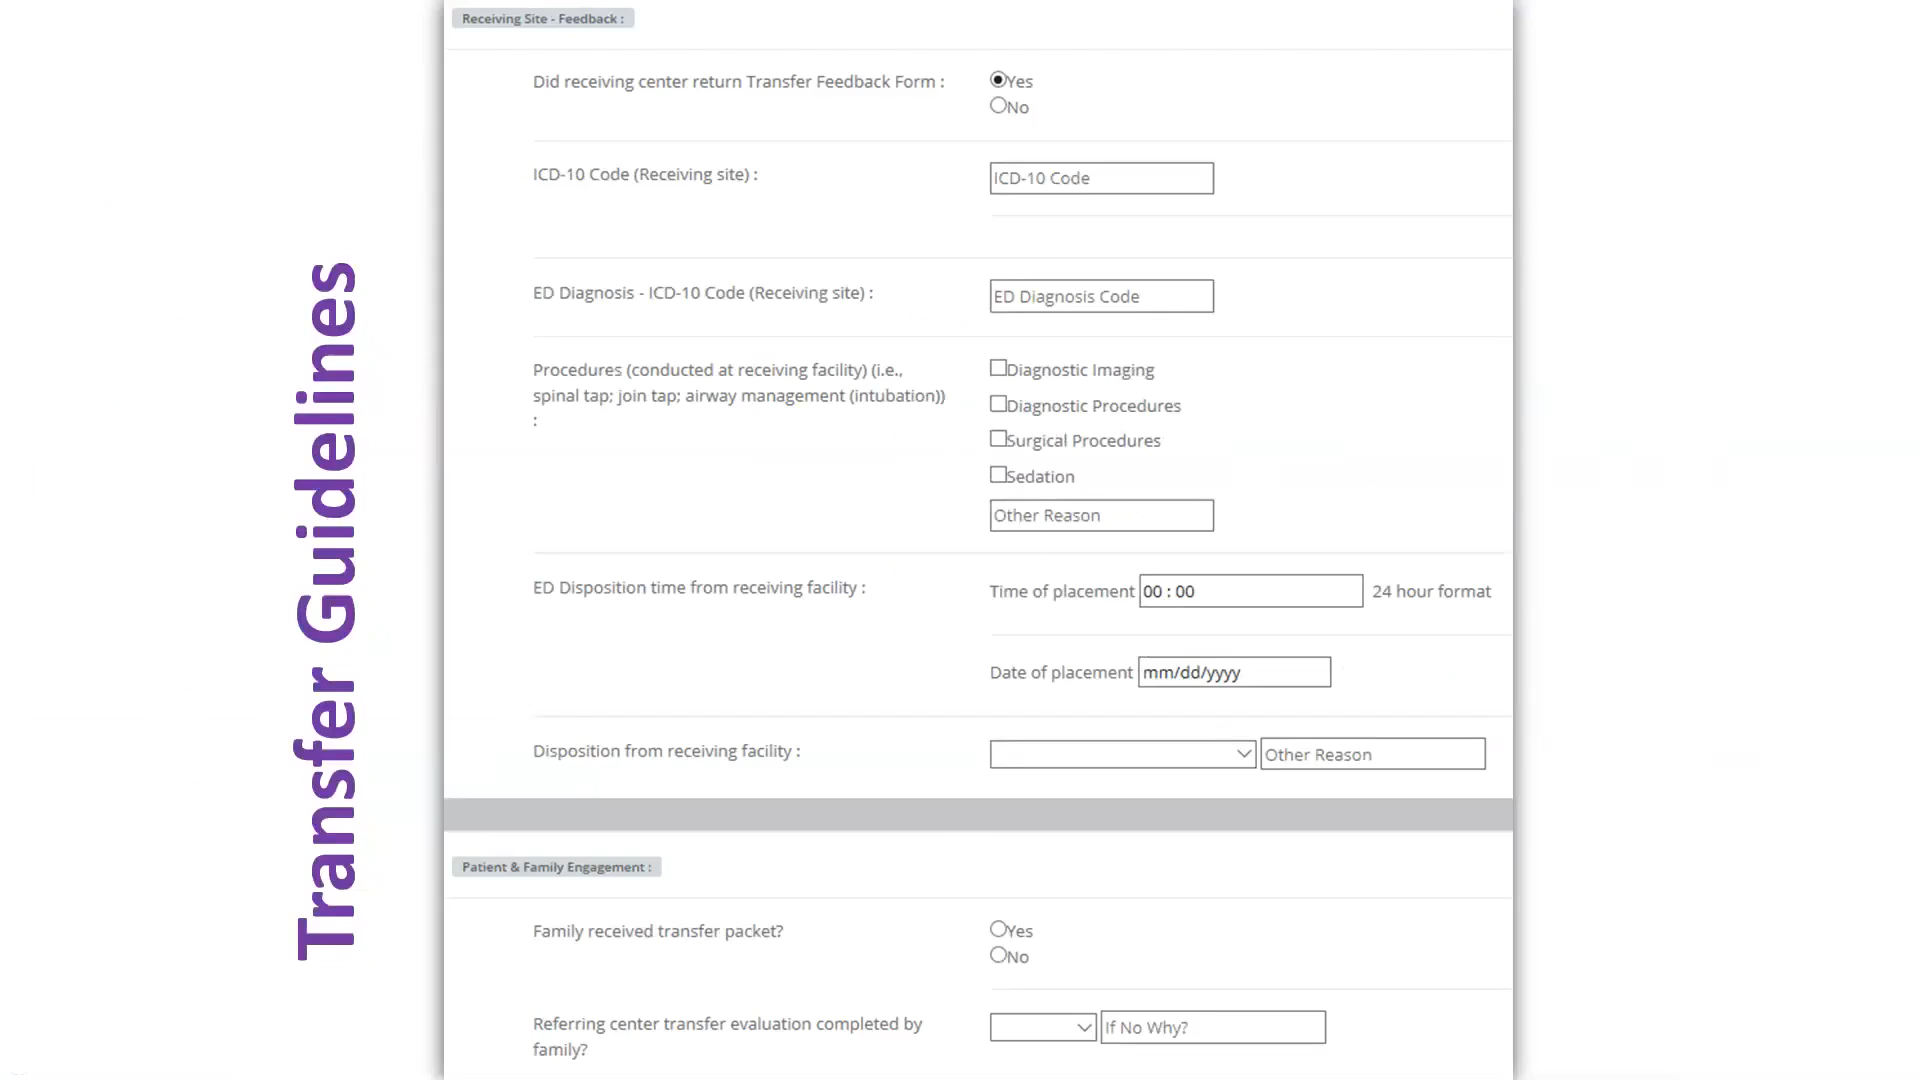 Transfer Guidelines
Receiving Site - Feedback :
Did receiving center return Transfer Feedback Form :
Yes
No
ICD-10 Code (Receiving site) :
ICD-10 Code
ED Diagnosis - ICD-10 Code (Receiving site) :
ED Diagnosis Code
Procedures (conducted at receiving facility) (i.e.,
spinal tap; join tap; airway management (intubation))
:
Diagnostic Imaging
Diagnostic Procedures
Surgical Procedures
Sedation
Other Reason
ED Disposition time from receiving facility :
Time of placement 00 : 00 24 hour format
Date of placement mm/dd/yyyy
Disposition from receiving facility :
Other Reason
Patient & Family Engagement :
Family received transfer packet?
Yes
No
Referring center transfer evaluation completed by
family?
If No Why?